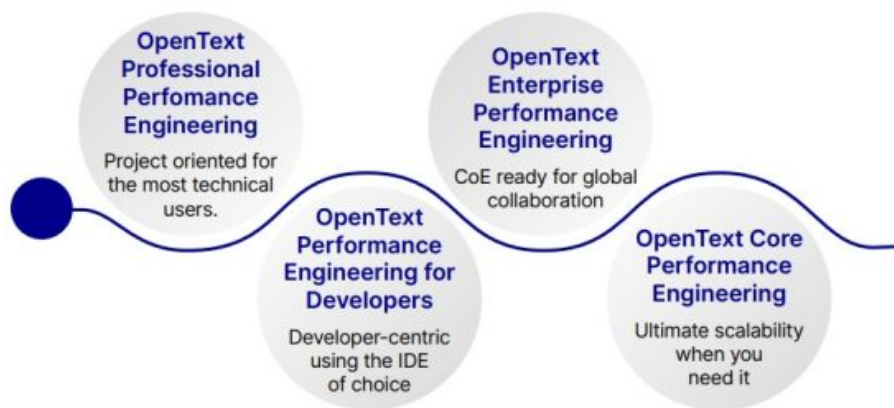 OpenText
Professional
Perfomance
Engineering
Project oriented for
the most technical
users.
OpenText
Performance
Engineering for
Developers
Developer-centric
using the IDE
of choice
OpenText
Enterprise
Performance
Engineering
CoE ready for global
collaboration
OpenText Core
Performance
Engineering
Ultimate scalability
when you
need it